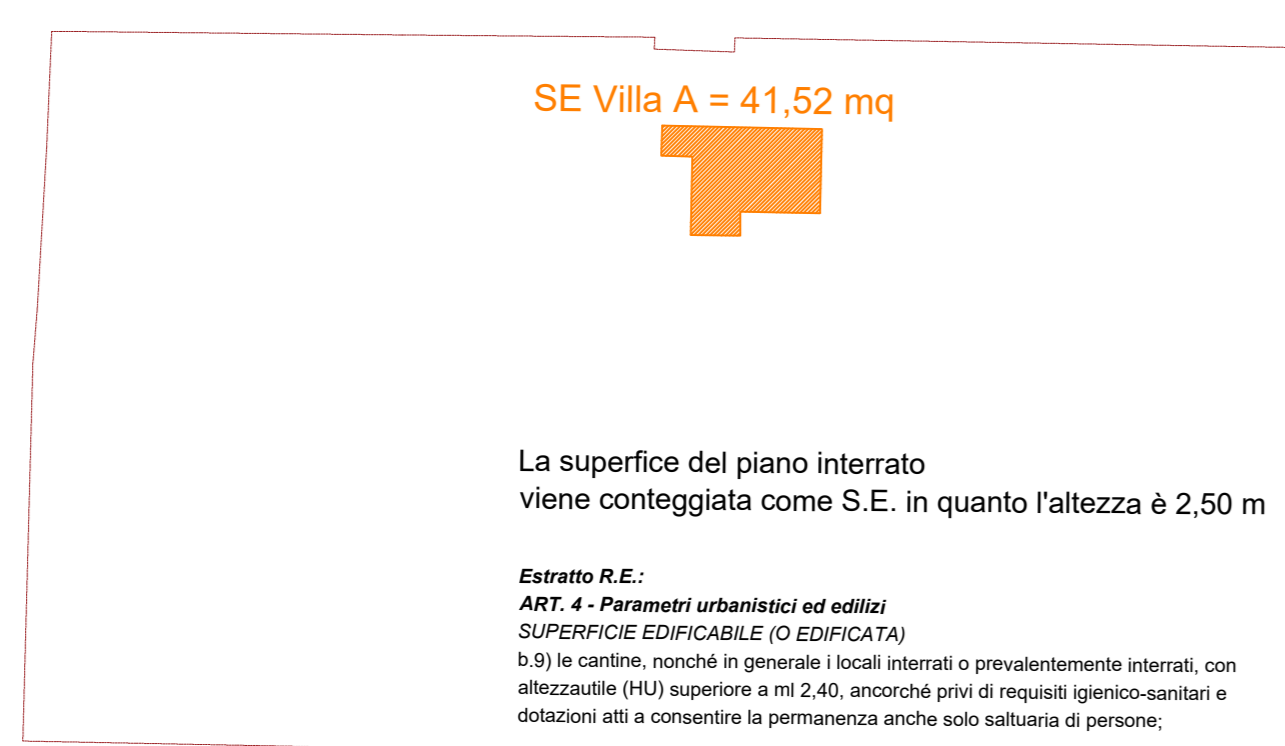 SE Villa A = 41,52 mq
La superfice del piano interrato
viene conteggiata come S.E. in quanto l'altezza è 2,50 m
Estratto R.E.:
ART. 4 - Parametri urbanistici ed edilizi
SUPERFICIE EDIFICABILE (O EDIFICATA)
b.9) le cantine, nonché in generale i locali interrati o prevalentemente interrati, con
altezzautile (HU) superiore a ml 2,40, ancorché privi di requisiti igienico-sanitari e
dotazioni atti a consentire la permanenza anche solo saltuaria di persone;